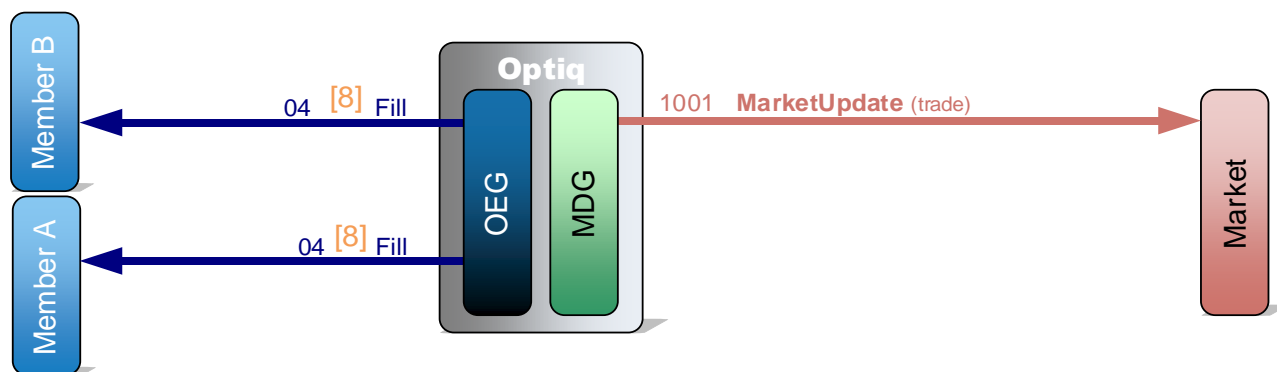 Member B
Member A
04 [8] Fill
04 [8] Fill
Optiq
OEG
MDG
1001 MarketUpdate (trade)
Market